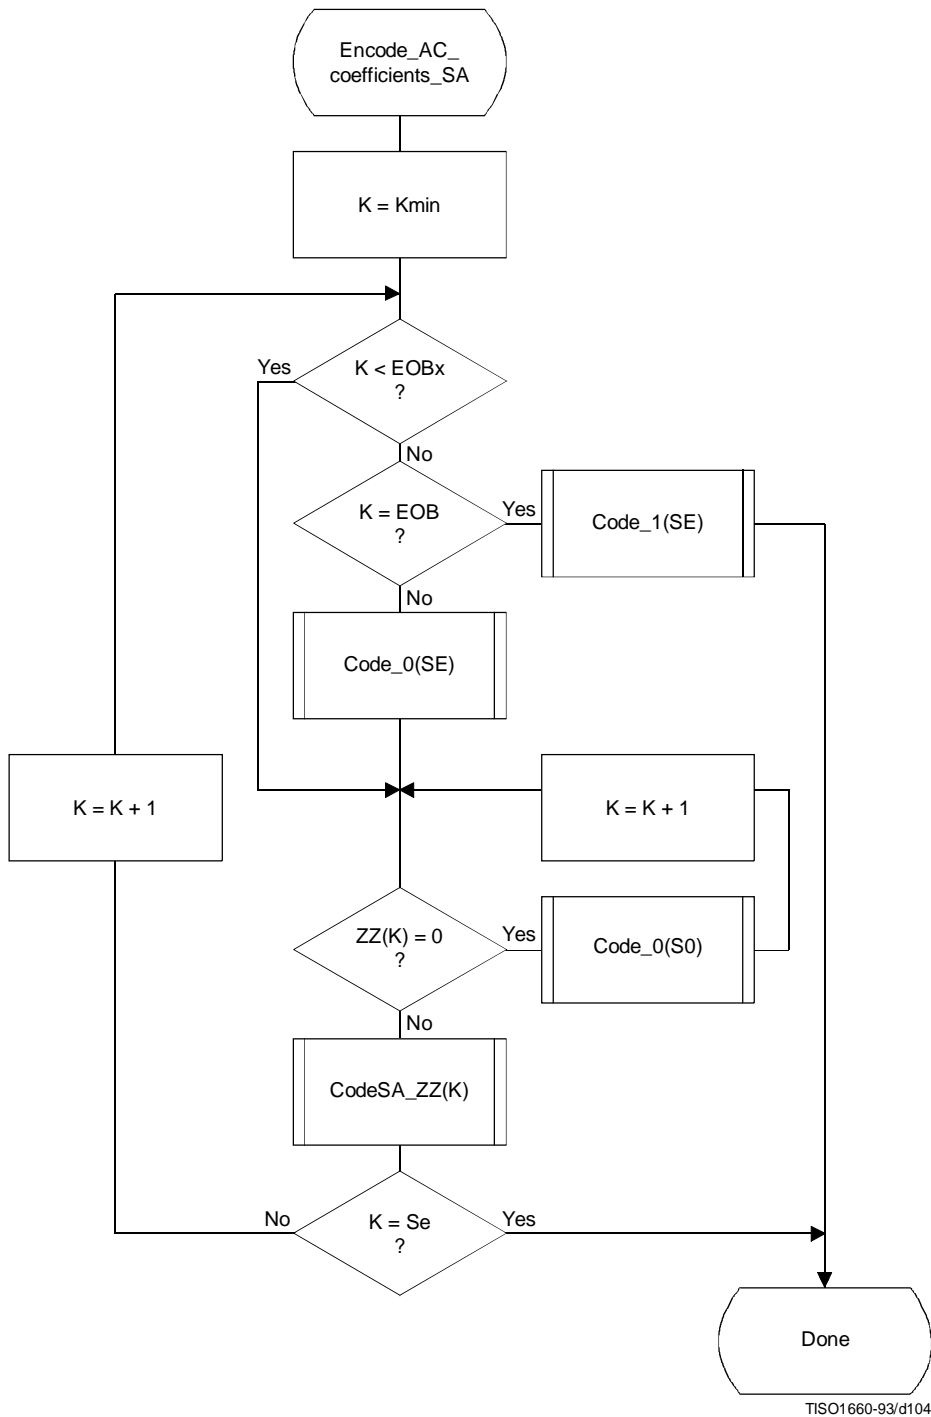 Encode_AC_
coefficients_SA
K = Kmin
Yes
K < EOBx
?
No
K = EOB
?
Yes
Code_1(SE)
No
Code_0(SE)
K = K + 1
K = K + 1
ZZ(K) = 0
?
Yes
Code_0(S0)
No
CodeSA_ZZ(K)
No
K = Se
?
Yes
Done
TISO1660-93/d104